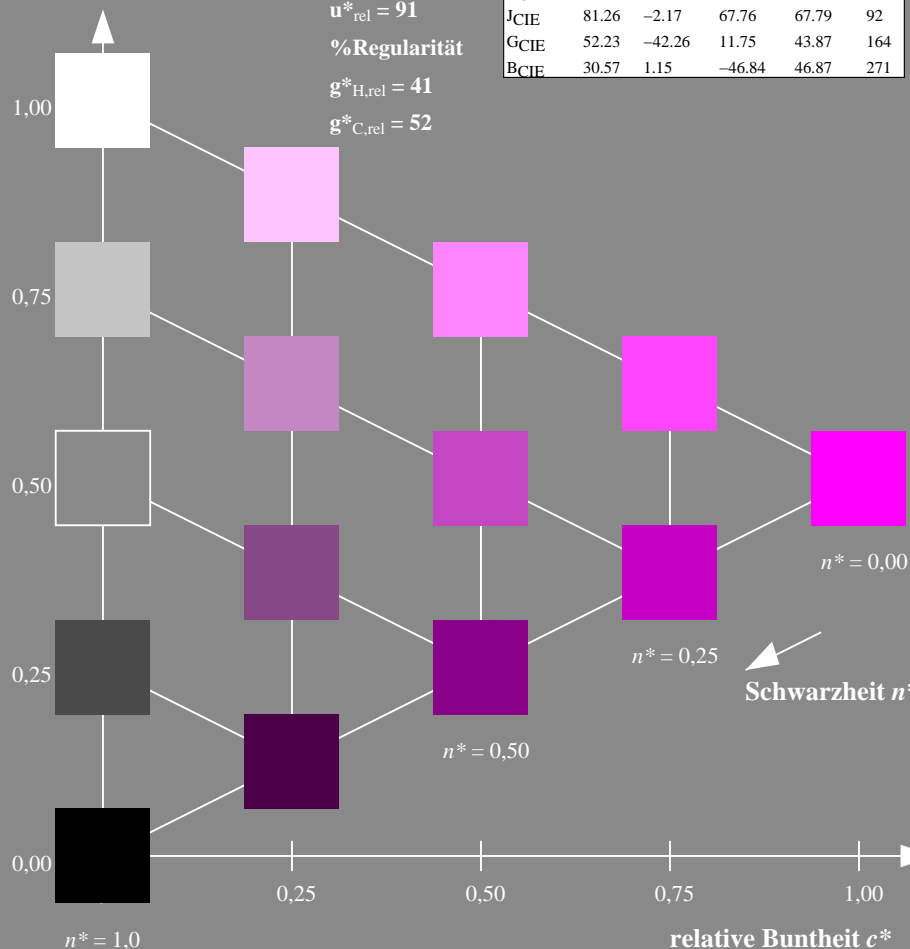 u*rel = 91
%Regularität
g*H,rel = 41
g*C,rel = 52
JCIE 81.26 −2.17 67.76 67.79 92
GCIE 52.23 −42.26 11.75 43.87 164
BCIE 30.57 1.15 −46.84 46.87 271
1,00
0,75
0,50
n* = 0,00
n* = 0,25
0,25
Schwarzheit n*
n* = 0,50
0,00
0,25 0,50 0,75 1,00
n* = 1,0
relative Buntheit c*